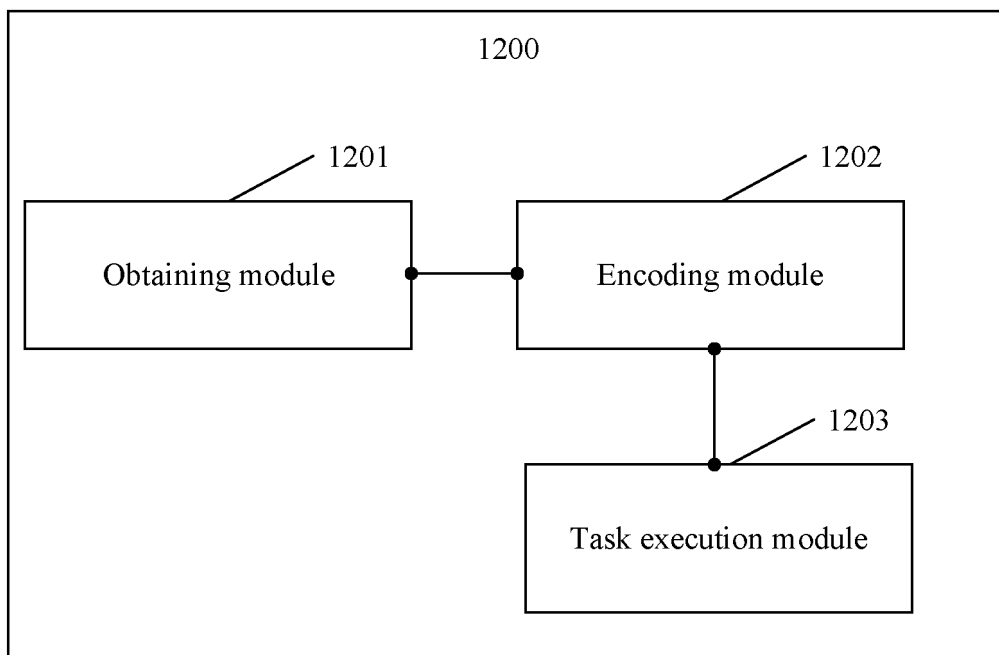 1200
1201
1202
Obtaining module
Encoding module
1203
Task execution module